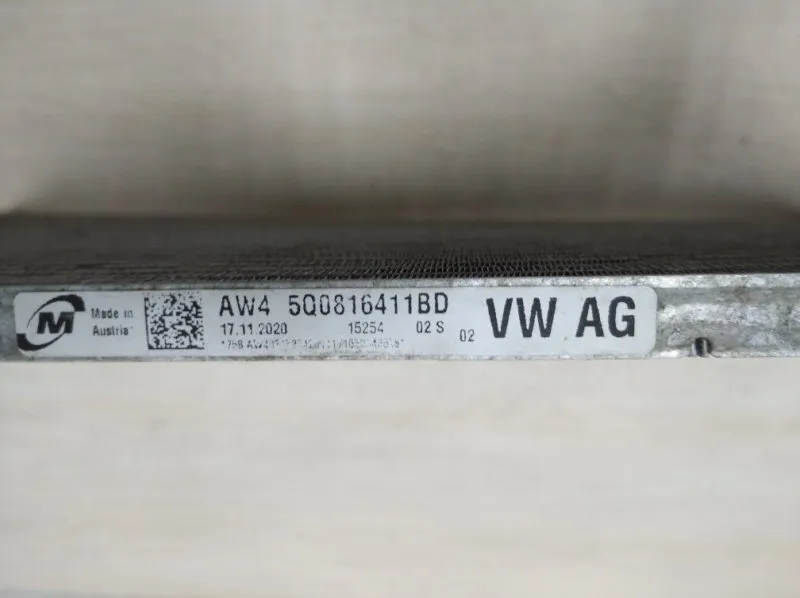 M
Made in
Austria
AW4 5Q0816411BD
17.11.2020 15254 02 S
02
VW AG